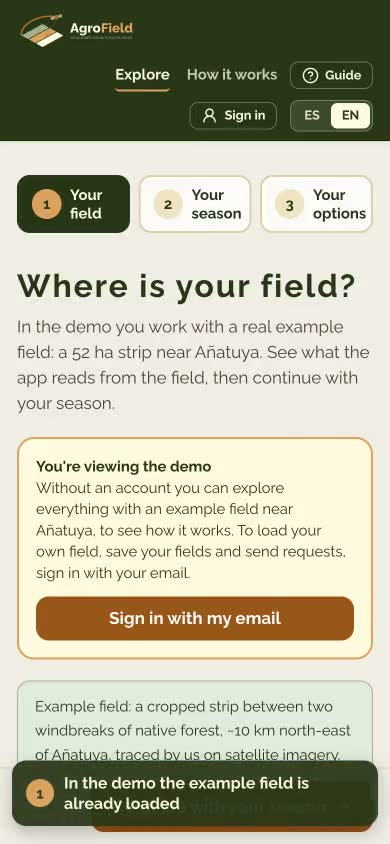 AgroField
Explore
How it works
Guide
Sign in
ES
EN
1
Your
field
2
Your
season
3
Your
options
Where is your field?
In the demo you work with a real example
field: a 52 ha strip near Añatuya. See what the
app reads from the field, then continue with
your season.
You're viewing the demo
Without an account you can explore
everything with an example field near
Añatuya, to see how it works. To load your
own field, save your fields and send requests,
sign in with your email.
Sign in with my email
Example field: a cropped strip between two
windbreaks of native forest, ~10 km north-east
of Añatuya, traced by us on satellite imagery.
1
In the demo the example field is
already loaded